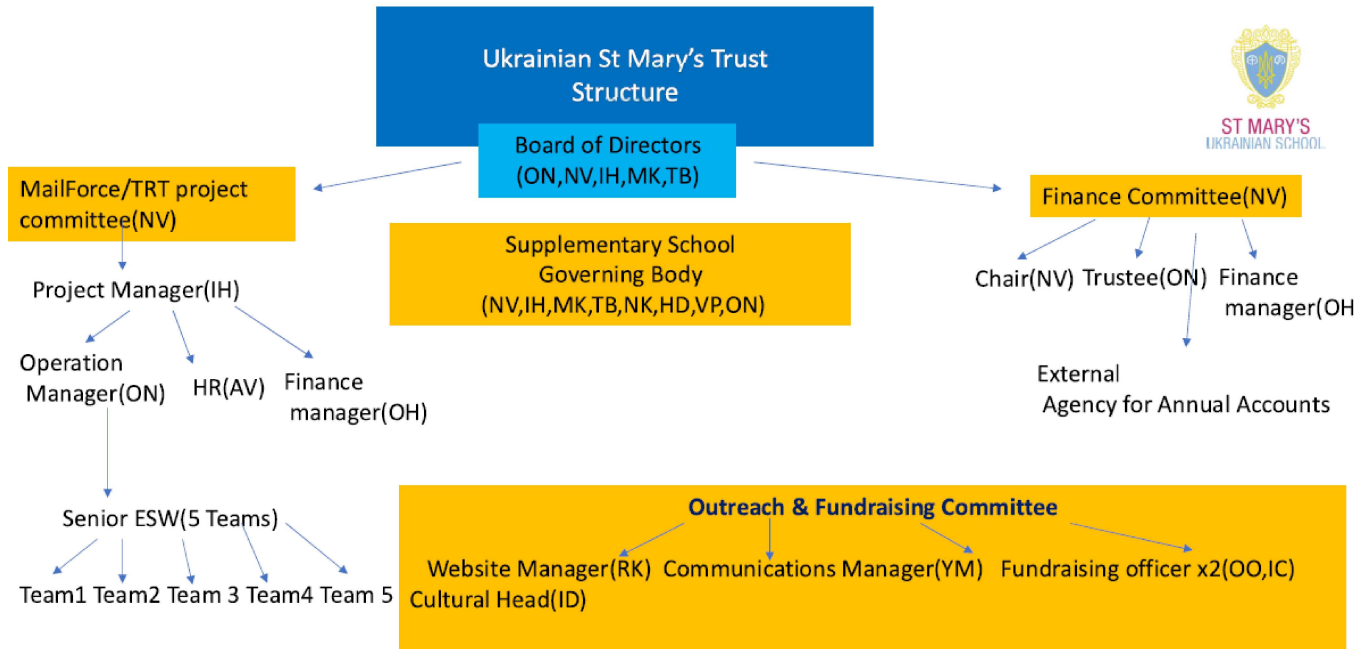 Ukrainian St Mary's Trust
Structure
ST MARY'S
UKRAINIAN SCHOOL
Board of Directors
(ON,NV,IH,MK,TB)
MailForce/TRT project
committee(NV)
Finance Committee(NV)
Supplementary School
Governing Body
(NV,IH,MK,TB,NK,HD,VP,ON)
Project Manager(IH)
Chair(NV)
Trustee(ON)
Finance
manager(OH
Operation
Manager(ON)
HR(AV)
Finance
manager(OH)
External
Agency for Annual Accounts
Senior ESW(5 Teams)
Team1 Team2 Team 3 Team4 Team 5
Outreach & Fundraising Committee
Website Manager(RK) Communications Manager(YM) Fundraising officer x2(OO,IC)
Cultural Head(ID)